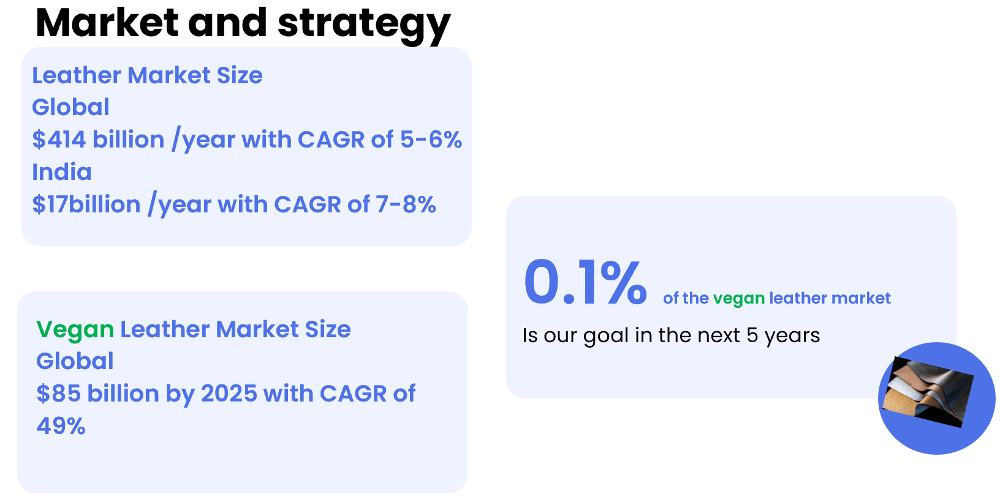 Market and strategy
Leather Market Size
Global
$414 billion /year with CAGR of 5-6%
India
$17billion /year with CAGR of 7-8%
Vegan Leather Market Size
Global
$85 billion by 2025 with CAGR of
49%
0.1% of the vegan leather market
Is our goal in the next 5 years